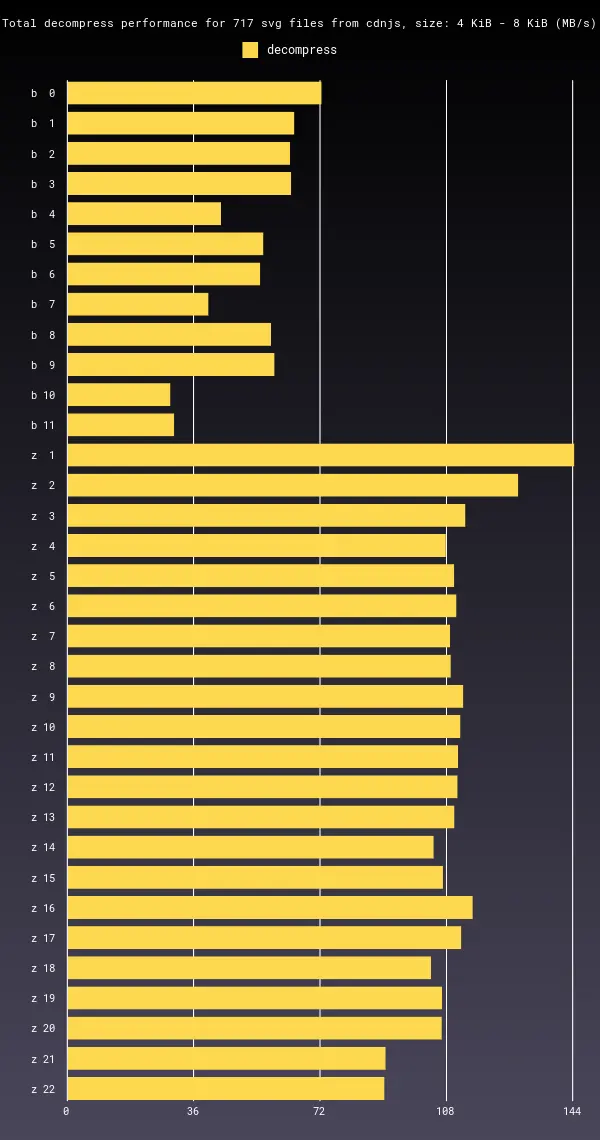 Total decompress performance for 717 svg files from cdnjs, size: 4 KiB - 8 KiB (MB/s)
decompress
b 0
b 1
b 2
b 3
b 4
b 5
b 6
b 7
b 8
b 9
b 10
b 11
z 1
z 2
z 3
z 4
z 5
z 6
z 7
z 8
z 9
z 10
z 11
z 12
z 13
z 14
z 15
z 16
z 17
z 18
z 19
z 20
z 21
z 22
0 36 72 108 144